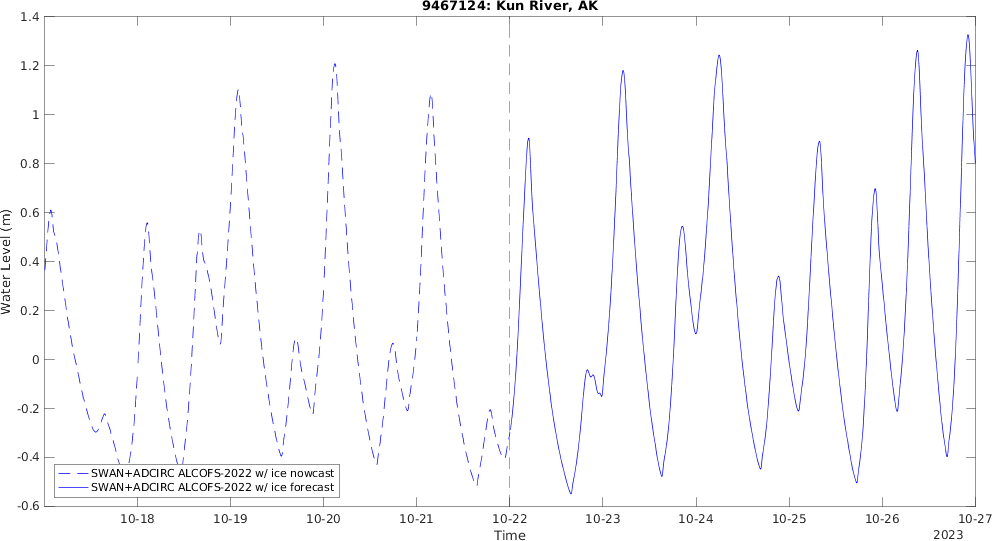 9467124: Kun River, AK
1.4
1.2
1
0.8
0.6
0.4
0.2
0
-0.2
-0.4
-0.6
Water Level (m)
SWAN+ADCIRC ALCOFS-2022 w/ ice nowcast
SWAN+ADCIRC ALCOFS-2022 w/ ice forecast
10-18 10-19 10-20 10-21 10-22 10-23 10-24 10-25 10-26 10-27
Time
2023